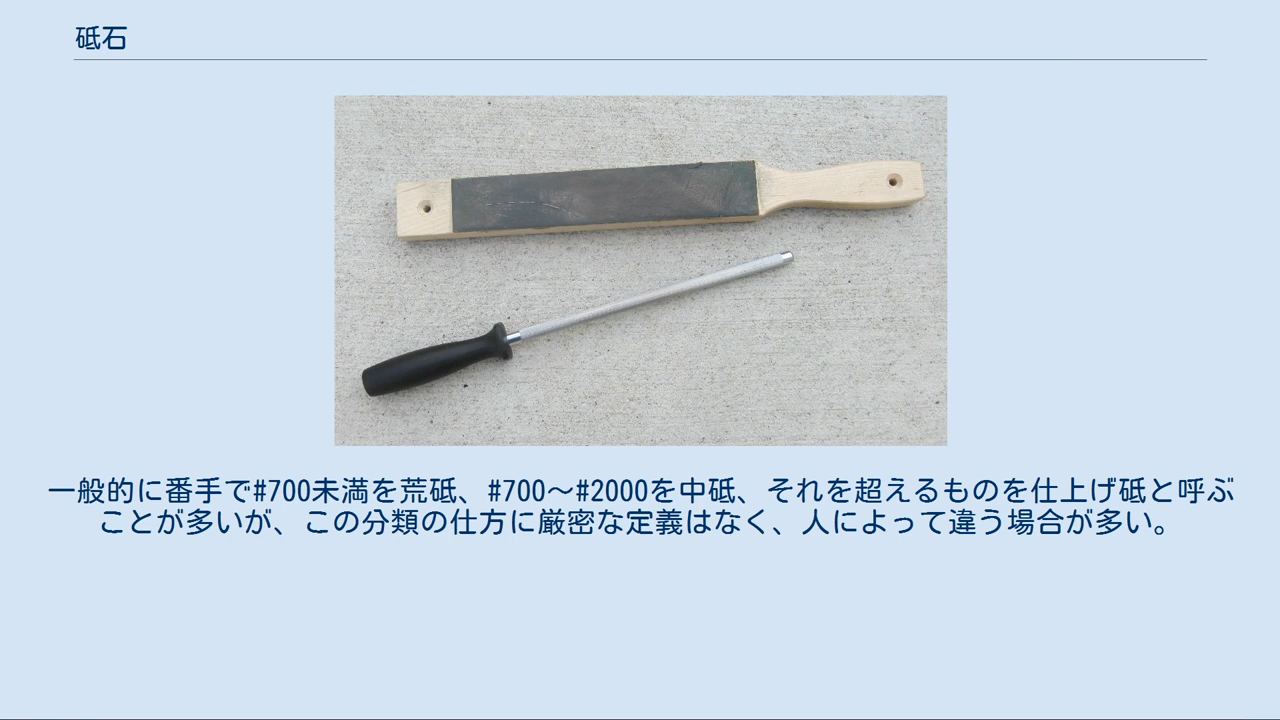 砥石
一般的に番手で#700未満を荒砥、#700～#2000を中砥、それを超えるものを仕上げ砥と呼ぶ
ことが多いが、この分類の仕方に厳密な定義はなく、人によって違う場合が多い。